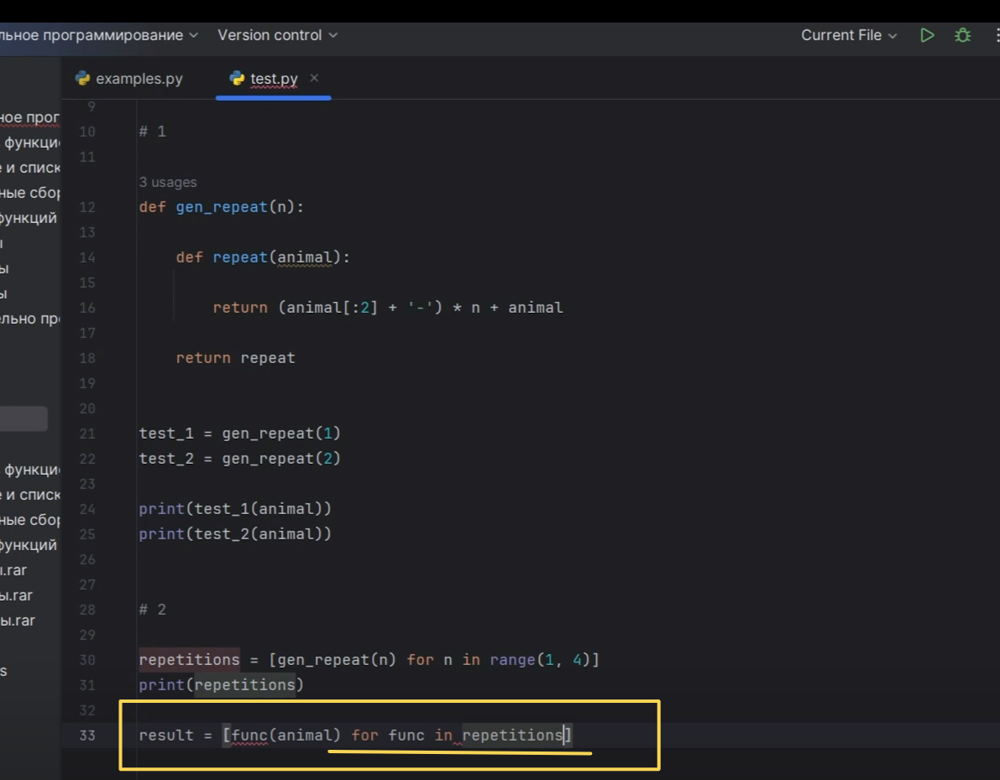 льное программирование Version control Current File
examples.py test.py
ное прог
функци
е и списк
ные сбор
функций
ы
ы
ы
ельно пр
функци
е и списк
ные сбор
функций
ы.rar
ы.rar
ы.rar
s
9
10 # 1
11
3 usages
12 def gen_repeat(n):
13
14 def repeat(animal):
15
16 return (animal[:2] + '-') * n + animal
17
18 return repeat
19
20
21 test_1 = gen_repeat(1)
22 test_2 = gen_repeat(2)
23
24 print(test_1(animal))
25 print(test_2(animal))
26
27
28 # 2
29
30 repetitions = [gen_repeat(n) for n in range(1, 4)]
31 print(repetitions)
32
33 result = [func(animal) for func in repetitions]